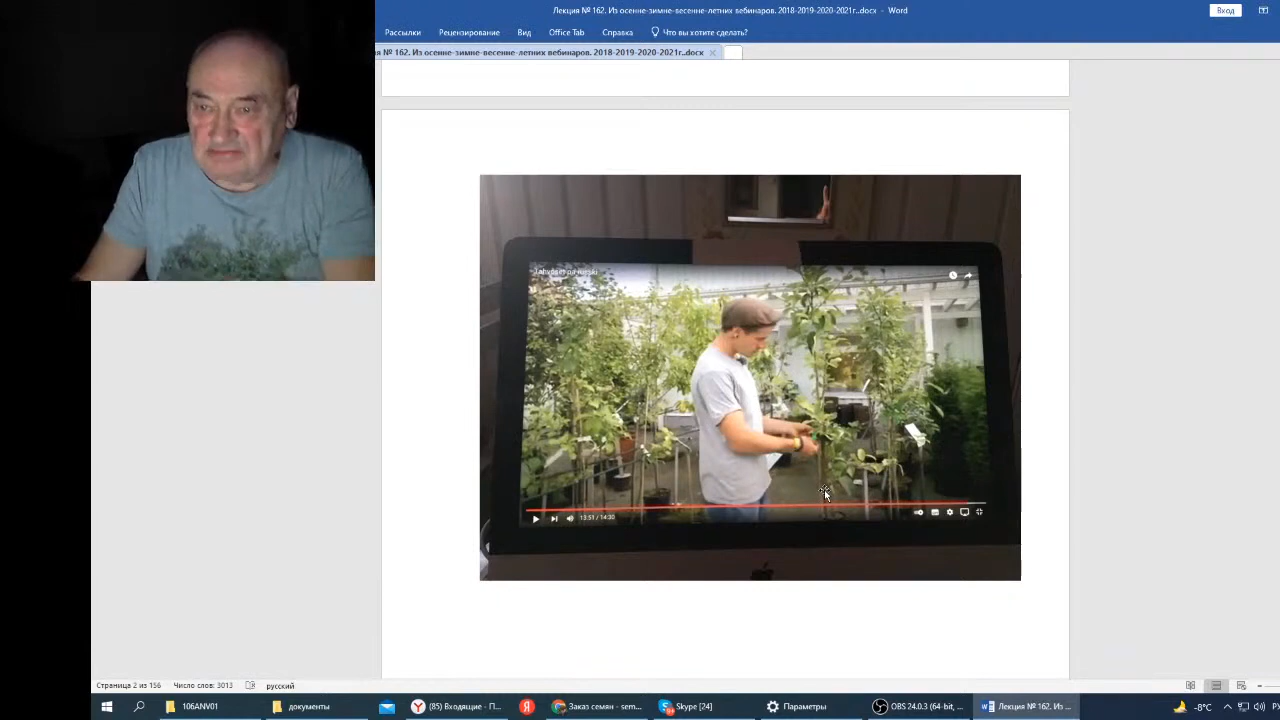 Лекция № 162. Из осенне-зимне-весенне-летних вебинаров. 2018-2019-2020-2021г..docx - Word
Вход
Рассылки Рецензирование Вид Office Tab Справка Что вы хотите сделать?
№ 162. Из осенне-зимне-весенне-летних вебинаров. 2018-2019-2020-2021г..docx
13:51 / 14:30
Страница 2 из 156 Число слов: 3013 русский
106ANV01 документы (85) Входящие - П... Заказ семян - sem... Skype [24] Параметры OBS 24.0.3 (64-bit, ... Лекция № 162. Из ... -8°C